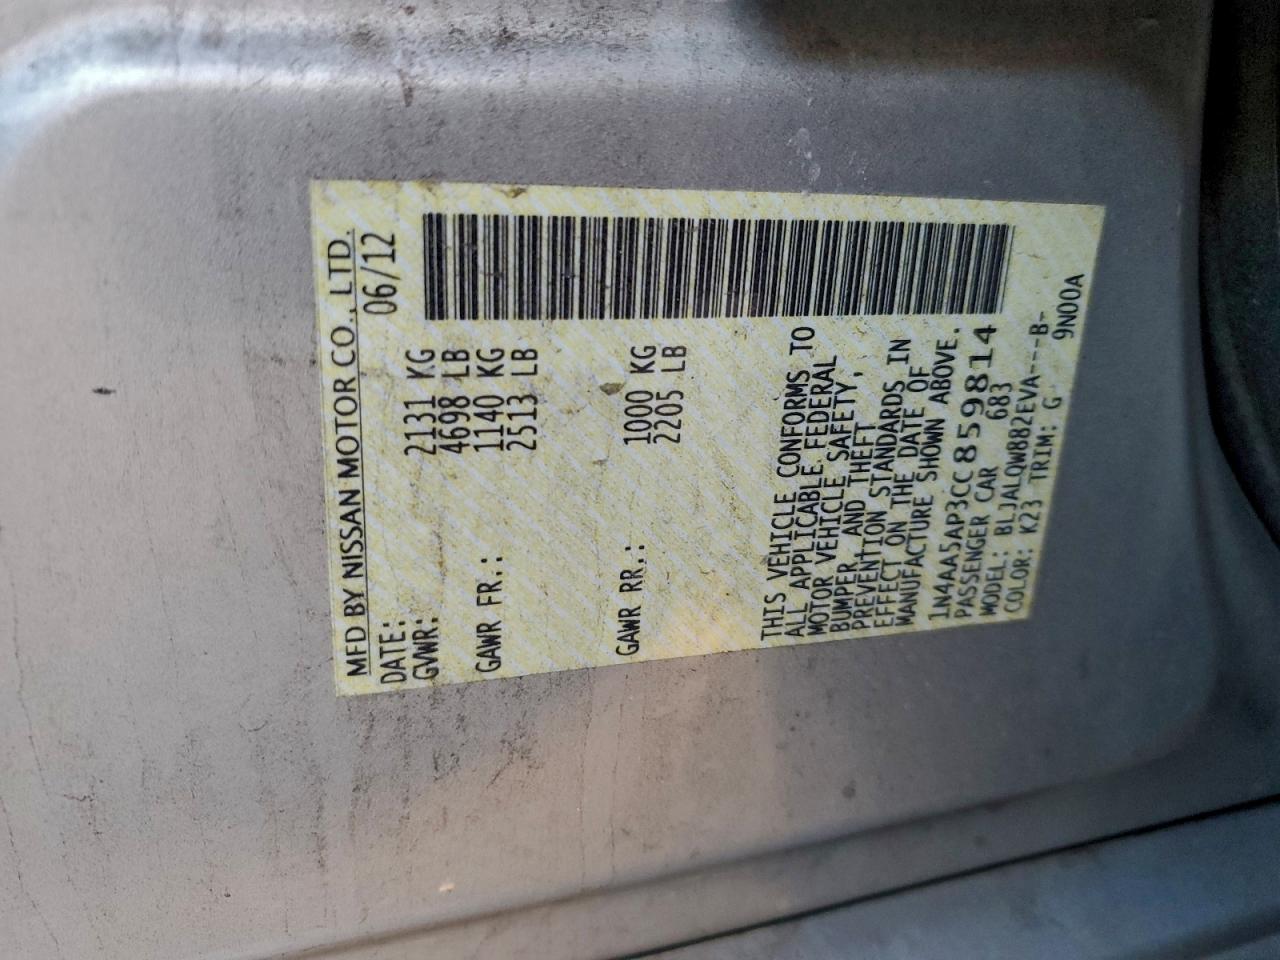 MFD BY NISSAN MOTOR CO., LTD.
DATE: 06/12
GVWR: 2131 KG
4698 LB
GAWR FR.: 1140 KG
2513 LB
GAWR RR.: 1000 KG
2205 LB
THIS VEHICLE CONFORMS TO
ALL APPLICABLE FEDERAL
MOTOR VEHICLE SAFETY,
BUMPER AND THEFT
PREVENTION STANDARDS IN
EFFECT ON THE DATE OF
MANUFACTURE SHOWN ABOVE.
1N4AA5AP3CC859814
PASSENGER CAR 683
MODEL: BLJALQW882EVA---B-
COLOR: K23 TRIM: G 9N00A